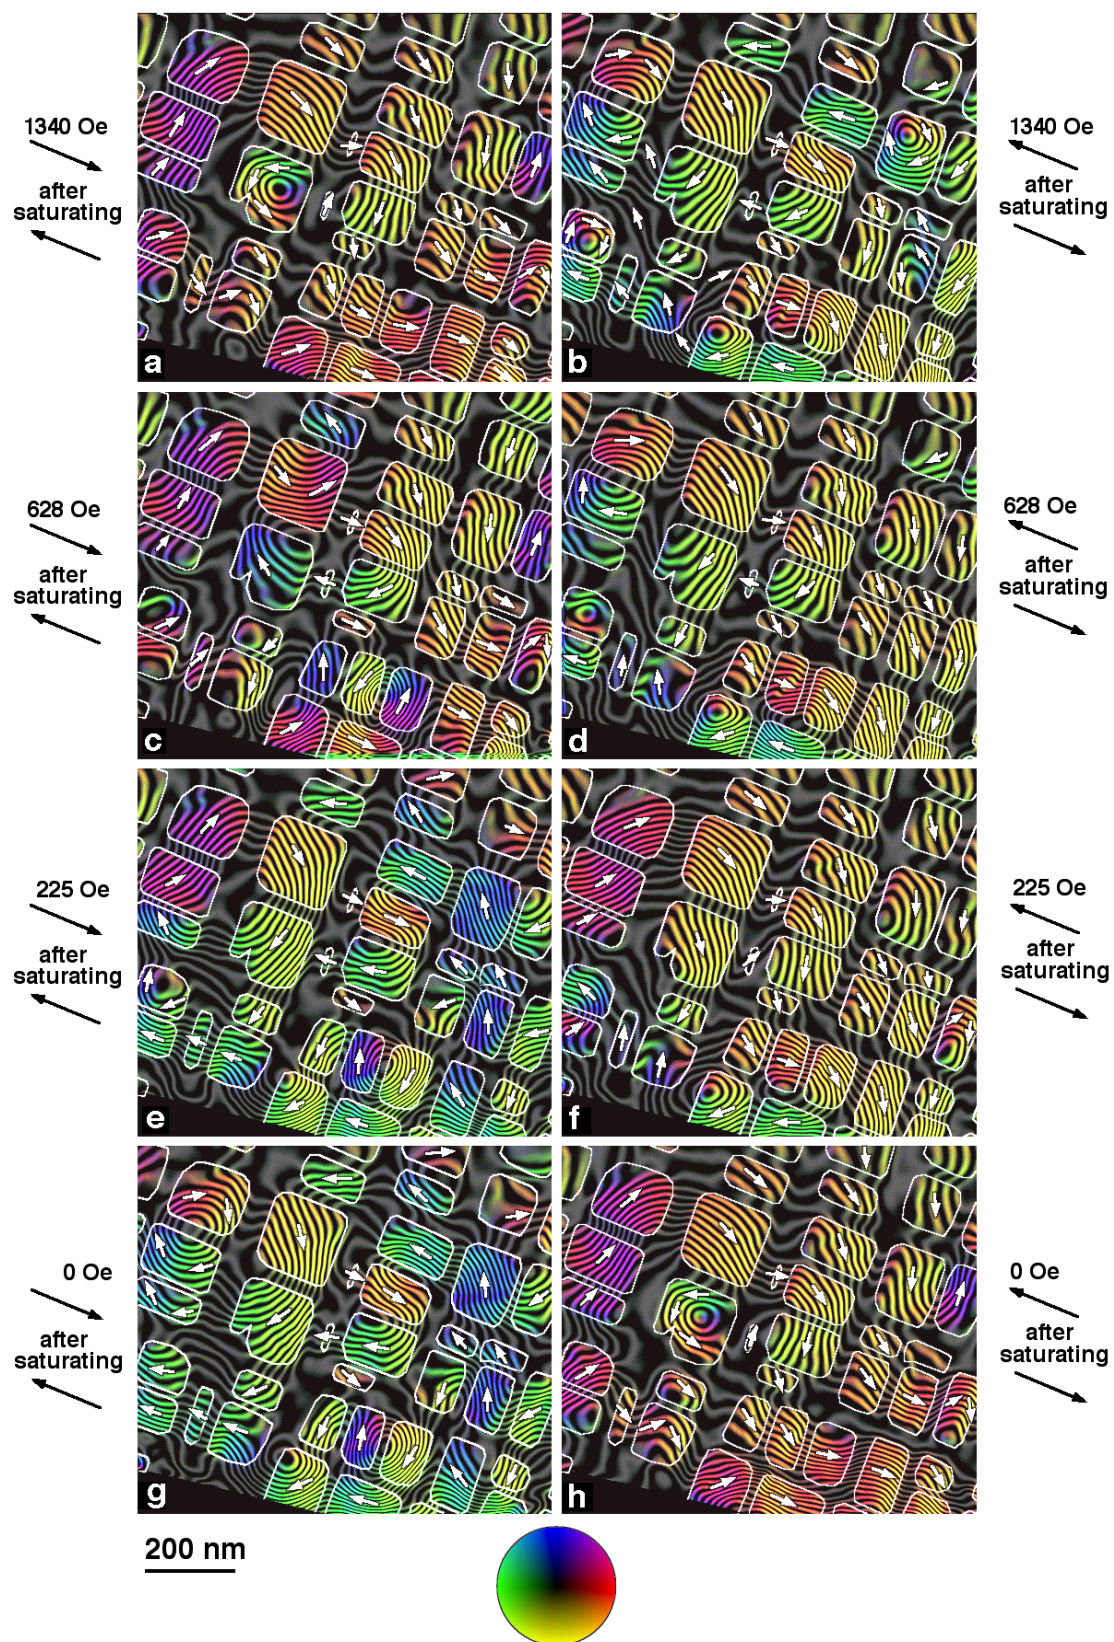 1340 Oe
after
saturating
a
b
1340 Oe
after
saturating
628 Oe
after
saturating
c
d
628 Oe
after
saturating
225 Oe
after
saturating
e
f
225 Oe
after
saturating
0 Oe
after
saturating
g
h
0 Oe
after
saturating
200 nm